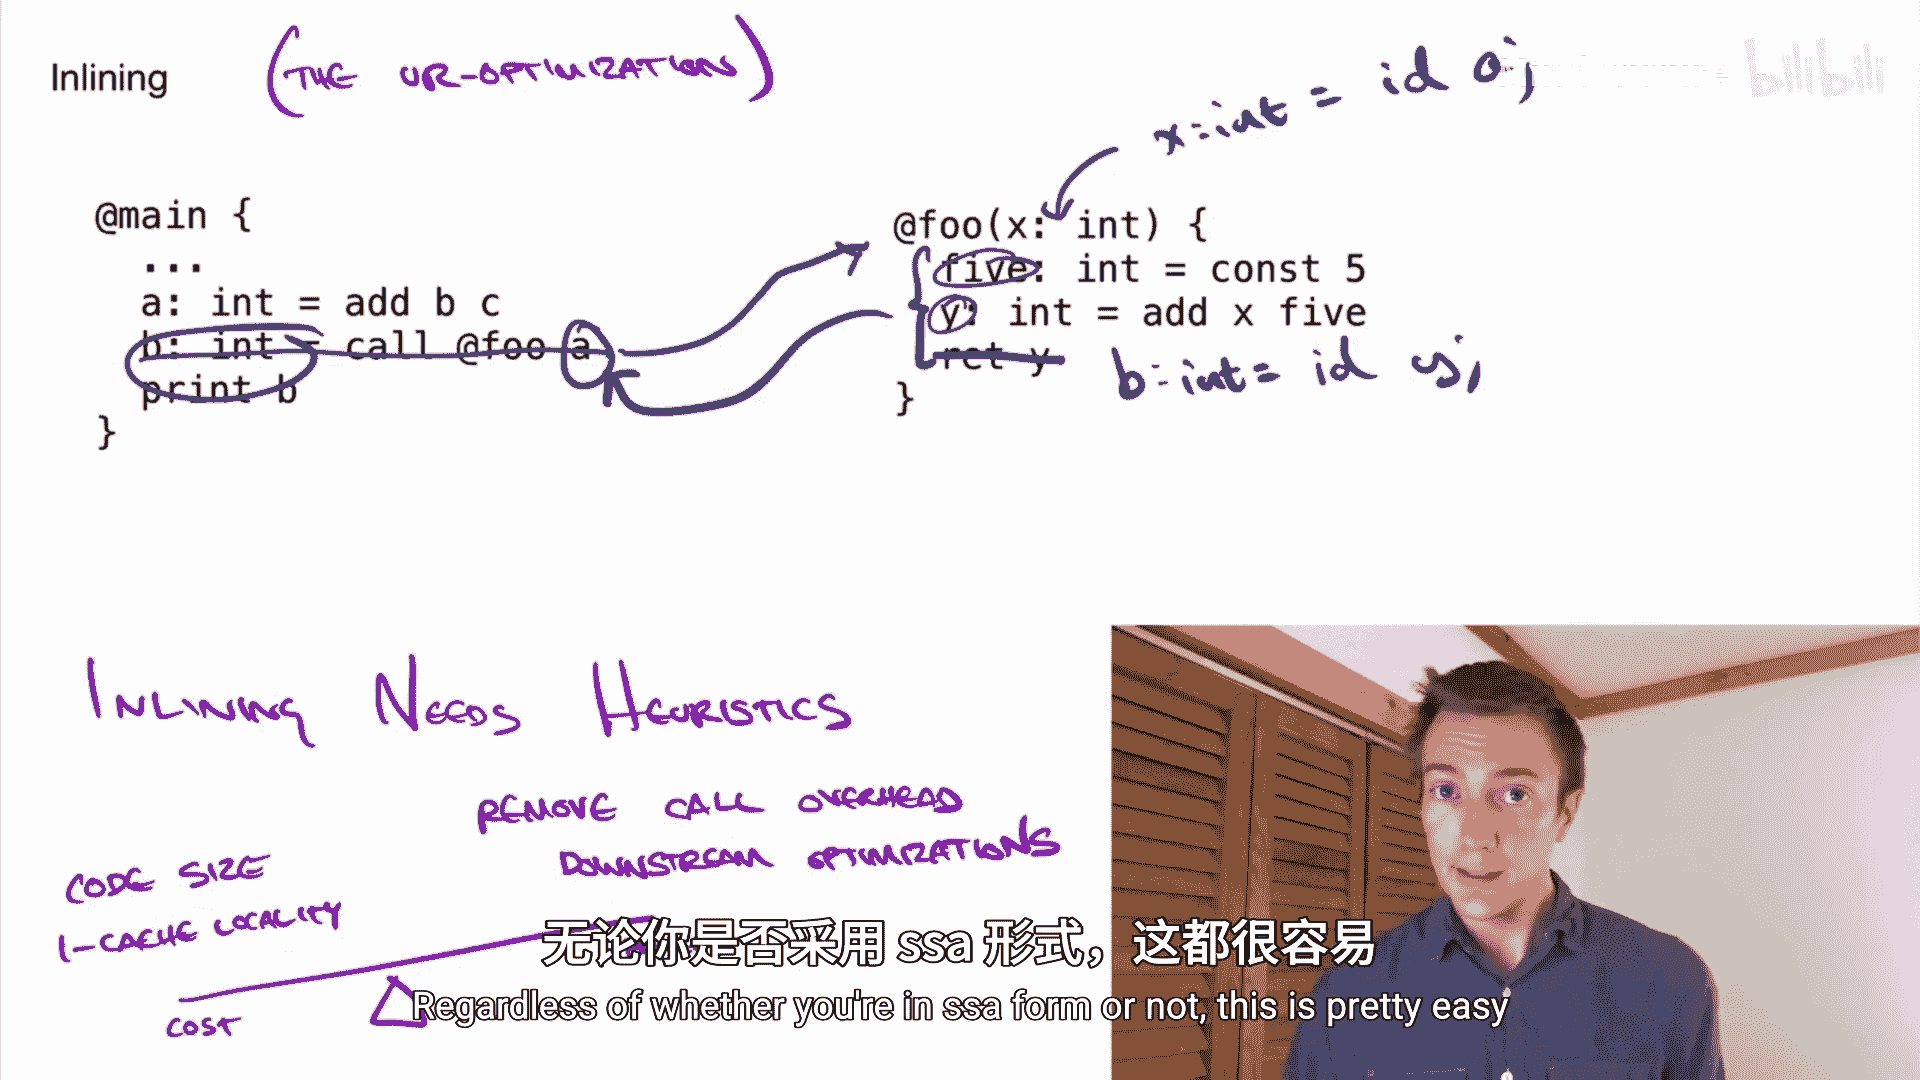 Inlining (THE UR-OPTIMIZATION)
bilibili
x: int = id a;
@main {
...
a: int = add b c
b: int = call @foo a
print b
}
@foo(x: int) {
five: int = const 5
y: int = add x five
ret y
b: int = id y;
}
INLINING NEEDS HEURISTICS
REMOVE CALL OVERHEAD
DOWNSTREAM OPTIMIZATIONS
CODE SIZE
I-CACHE LOCALITY
COST
无论你是否采用 ssa 形式，这都很容易
Regardless of whether you're in ssa form or not, this is pretty easy